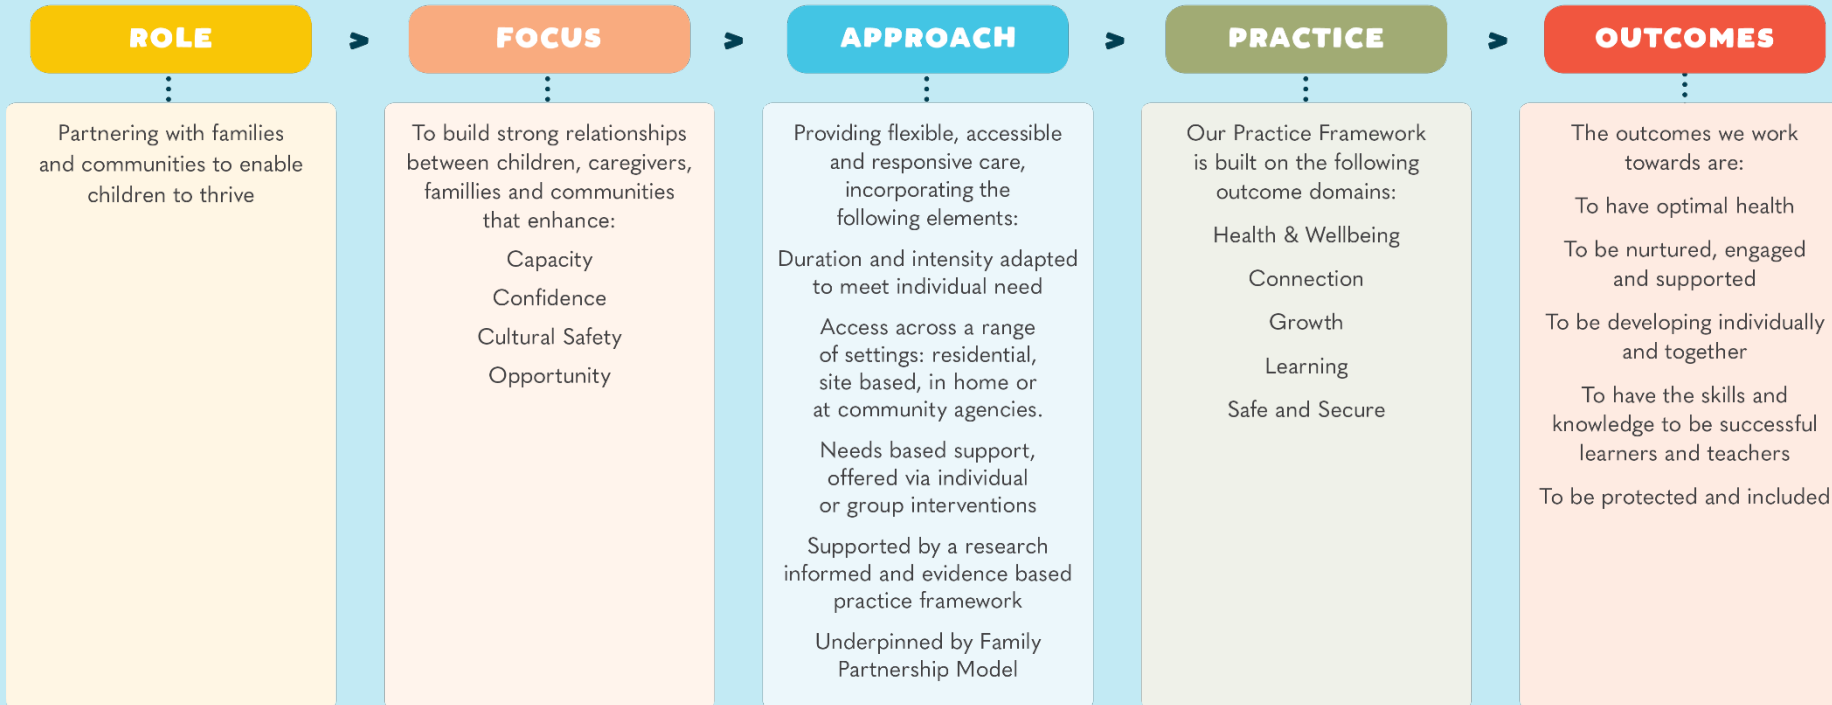 ROLE
>
FOCUS
>
APPROACH
>
PRACTICE
>
OUTCOMES
Partnering with families
and communities to enable
children to thrive
To build strong relationships
between children, caregivers,
famillies and communities
that enhance:
Capacity
Confidence
Cultural Safety
Opportunity
Providing flexible, accessible
and responsive care,
incorporating the
following elements:
Duration and intensity adapted
to meet individual need
Access across a range
of settings: residential,
site based, in home or
at community agencies.
Needs based support,
offered via individual
or group interventions
Supported by a research
informed and evidence based
practice framework
Underpinned by Family
Partnership Model
Our Practice Framework
is built on the following
outcome domains:
Health & Wellbeing
Connection
Growth
Learning
Safe and Secure
The outcomes we work
towards are:
To have optimal health
To be nurtured, engaged
and supported
To be developing individually
and together
To have the skills and
knowledge to be successful
learners and teachers
To be protected and included